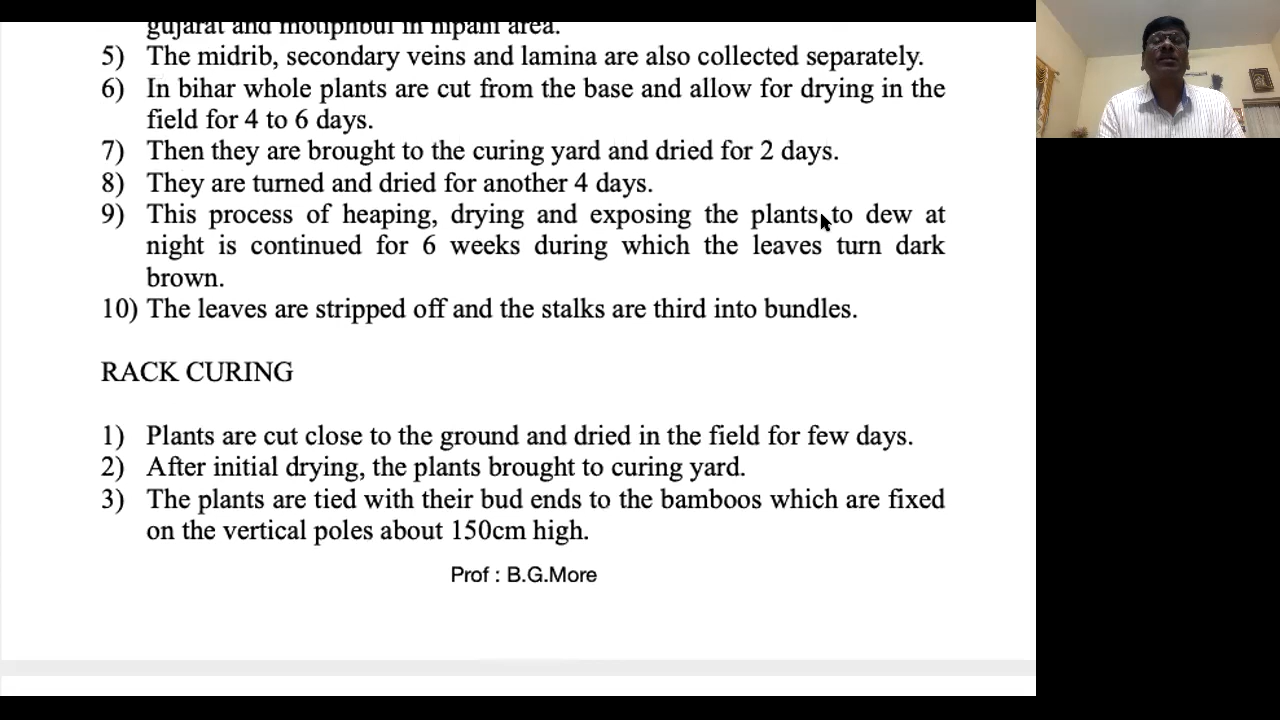 gujarat and
in nipani area.
5) The midrib, secondary veins and lamina are also collected separately.
6) In bihar whole plants are cut from the base and allow for drying in the
field for 4 to 6 days.
7) Then they are brought to the curing yard and dried for 2 days.
8) They are turned and dried for another 4 days.
9) This process of heaping, drying and exposing the plants to dew at
night is continued for 6 weeks during which the leaves turn dark
brown.
10) The leaves are stripped off and the stalks are third into bundles.
RACK CURING
1) Plants are cut close to the ground and dried in the field for few days.
2) After initial drying, the plants brought to curing yard.
3) The plants are tied with their bud ends to the bamboos which are fixed
on the vertical poles about 150cm high.
Prof : B.G.More